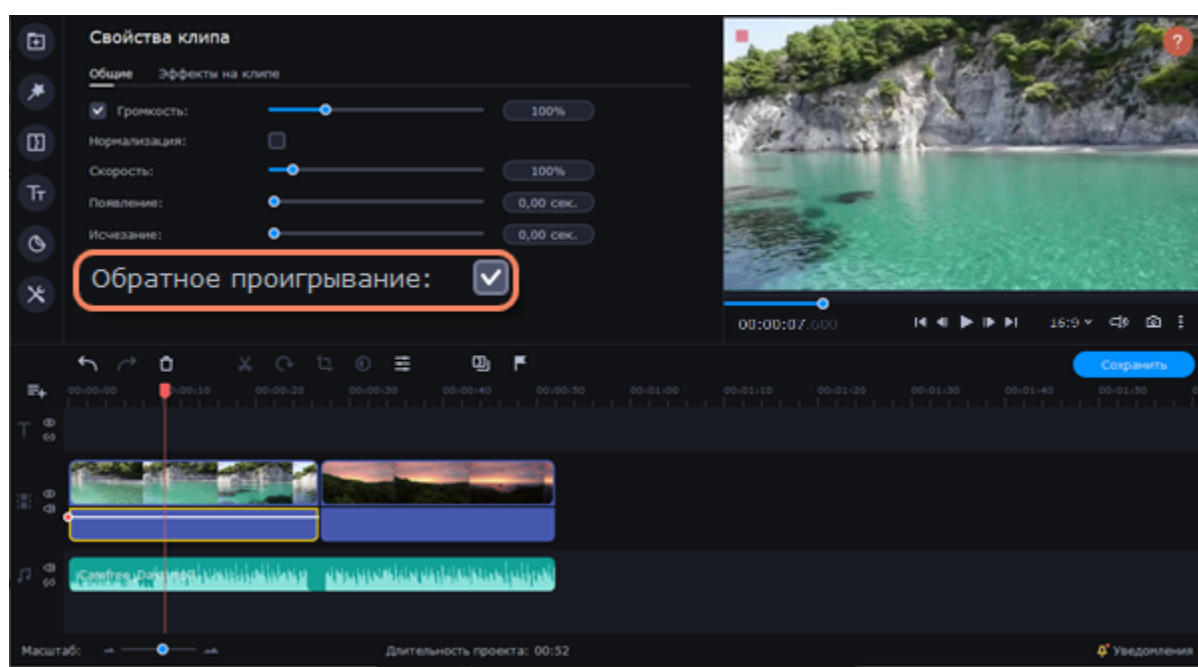 Свойства клипа
Общие Эффекты на клипе
Громкость: 100%
Нормализация:
Скорость: 100%
Появление: 0,00 сек.
Исчезание: 0,00 сек.
Обратное проигрывание:
?
00:00:07.600
16:9
Сохранить
00:00:00 00:00:10 00:00:20 00:00:30 00:00:40 00:00:50 00:01:00 00:01:10 00:01:20 00:01:30 00:01:40 00:01:50
Масштаб: Длительность проекта: 00:52 Уведомления